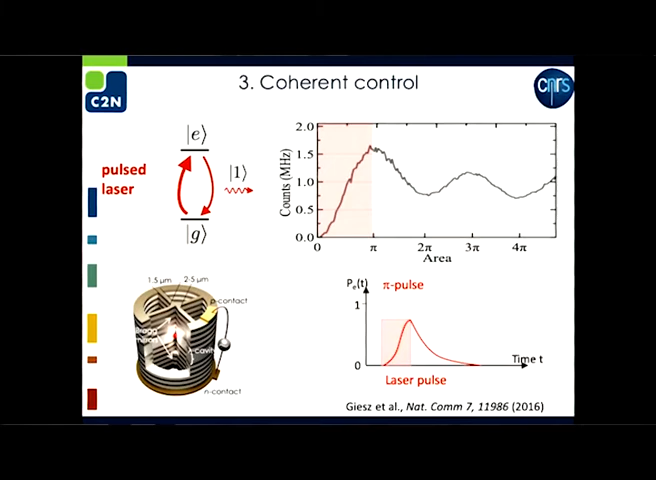 3. Coherent control
C2N
cnrs
|e⟩
pulsed
laser
|1⟩
|g⟩
Counts (MHz)
2.0
1.5
1.0
0.5
0.0
0
π
2π
3π
4π
Area
1.5 µm
2-5 µm
p-contact
n-contact
Pe(t)
π-pulse
1
0
Time t
Laser pulse
Giesz et al., Nat. Comm 7, 11986 (2016)